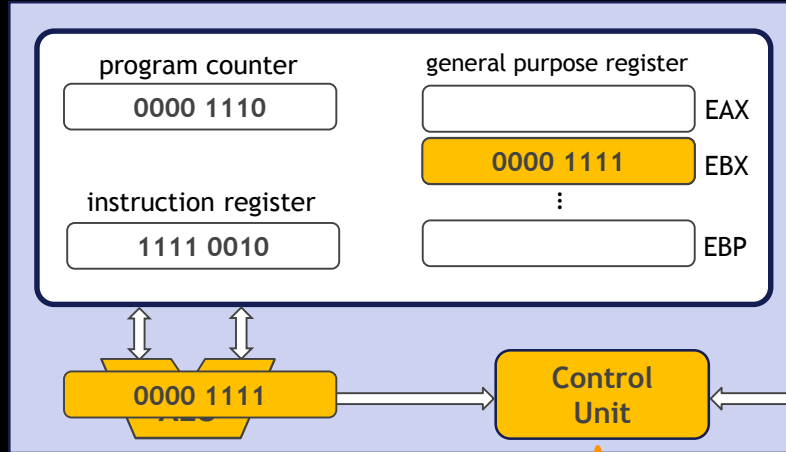 program counter
0000 1110
general purpose register
EAX
0000 1111
EBX
⋮
instruction register
1111 0010
EBP
0000 1111
Control
Unit